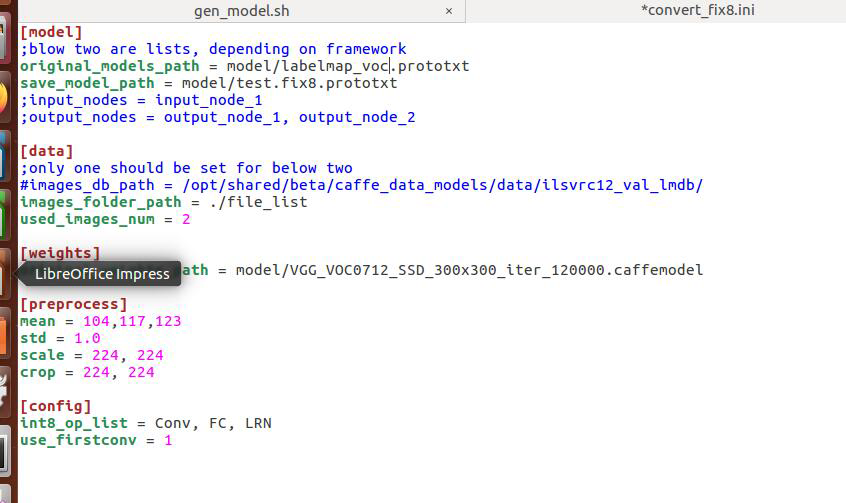 gen_model.sh × *convert_fix8.ini
[model]
;blow two are lists, depending on framework
original_models_path = model/labelmap_voc.prototxt
save_model_path = model/test.fix8.prototxt
;input_nodes = input_node_1
;output_nodes = output_node_1, output_node_2
[data]
;only one should be set for below two
#images_db_path = /opt/shared/beta/caffe_data_models/data/ilsvrc12_val_lmdb/
images_folder_path = ./file_list
used_images_num = 2
[weights]
LibreOffice Impress
ath = model/VGG_VOC0712_SSD_300x300_iter_120000.caffemodel
[preprocess]
mean = 104,117,123
std = 1.0
scale = 224, 224
crop = 224, 224
[config]
int8_op_list = Conv, FC, LRN
use_firstconv = 1